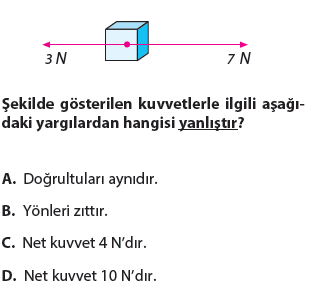 3 N 7 N
Şekilde gösterilen kuvvetlerle ilgili aşağı-
daki yargılardan hangisi yanlıştır?
A. Doğrultuları aynıdır.
B. Yönleri zıttır.
C. Net kuvvet 4 N’dır.
D. Net kuvvet 10 N’dır.